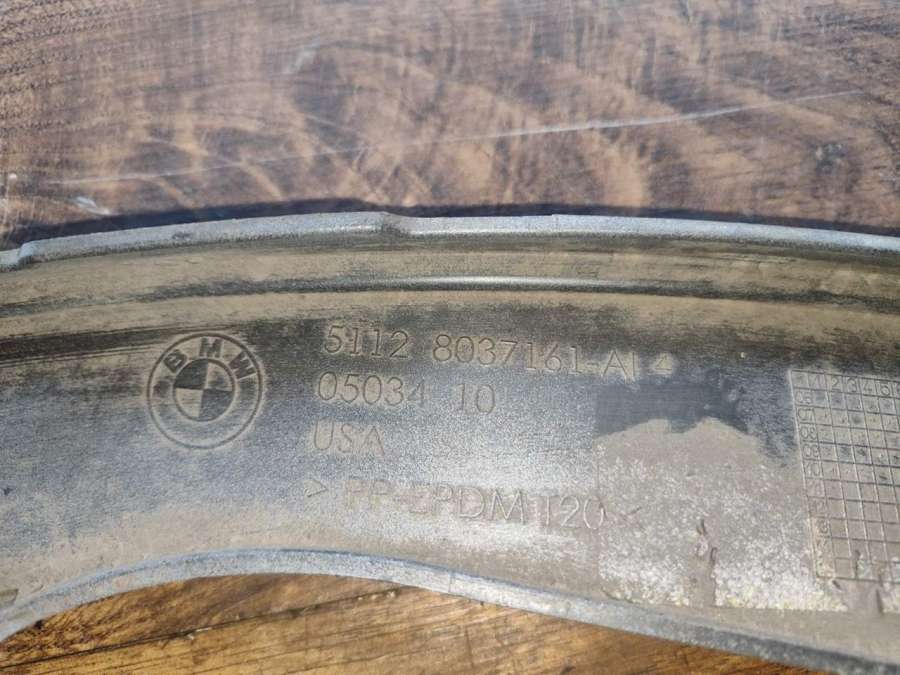 BMW
5112 8037161-AI 4
05034 10
USA
>PP-EPDM T20<